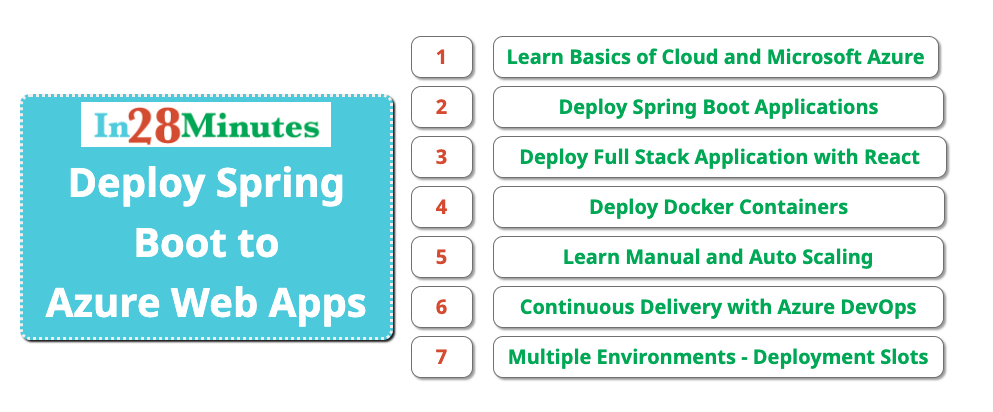 In28Minutes
Deploy Spring
Boot to
Azure Web Apps
1 Learn Basics of Cloud and Microsoft Azure
2 Deploy Spring Boot Applications
3 Deploy Full Stack Application with React
4 Deploy Docker Containers
5 Learn Manual and Auto Scaling
6 Continuous Delivery with Azure DevOps
7 Multiple Environments - Deployment Slots